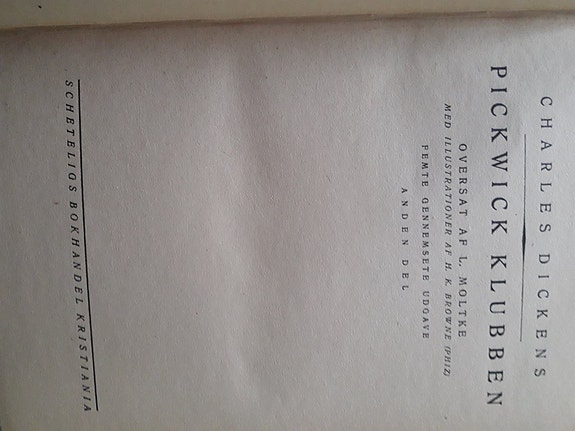 CHARLES DICKENS
PICKWICK KLUBBEN
OVERSAT AF L. MOLTKE
MED ILLUSTRATIONER AF H. K. BROWNE (PHIZ)
FEMTE GENNEMSETE UDGAVE
ANDEN DEL
SCHETELIGS BOKHANDEL KRISTIANIA